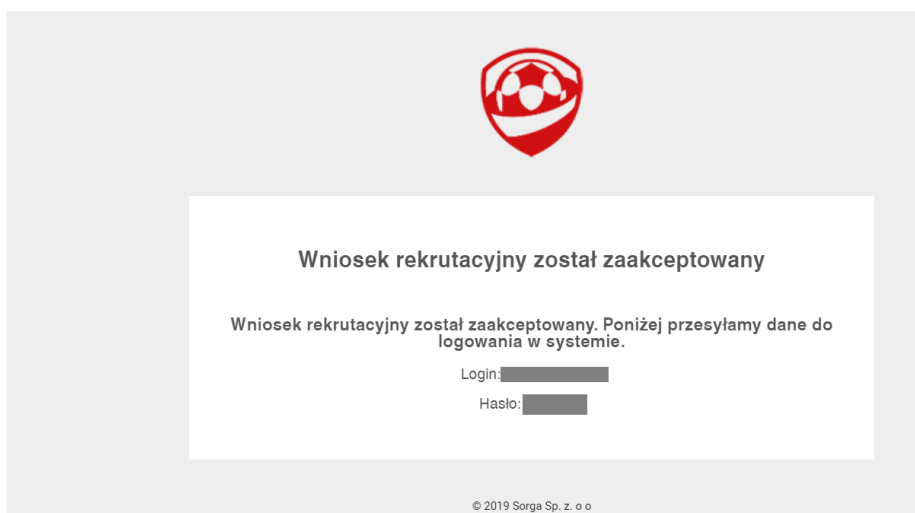 Wniosek rekrutacyjny został zaakceptowany
Wniosek rekrutacyjny został zaakceptowany. Poniżej przesyłamy dane do
logowania w systemie.
Login:
Hasło:
© 2019 Sorga Sp. z. o o